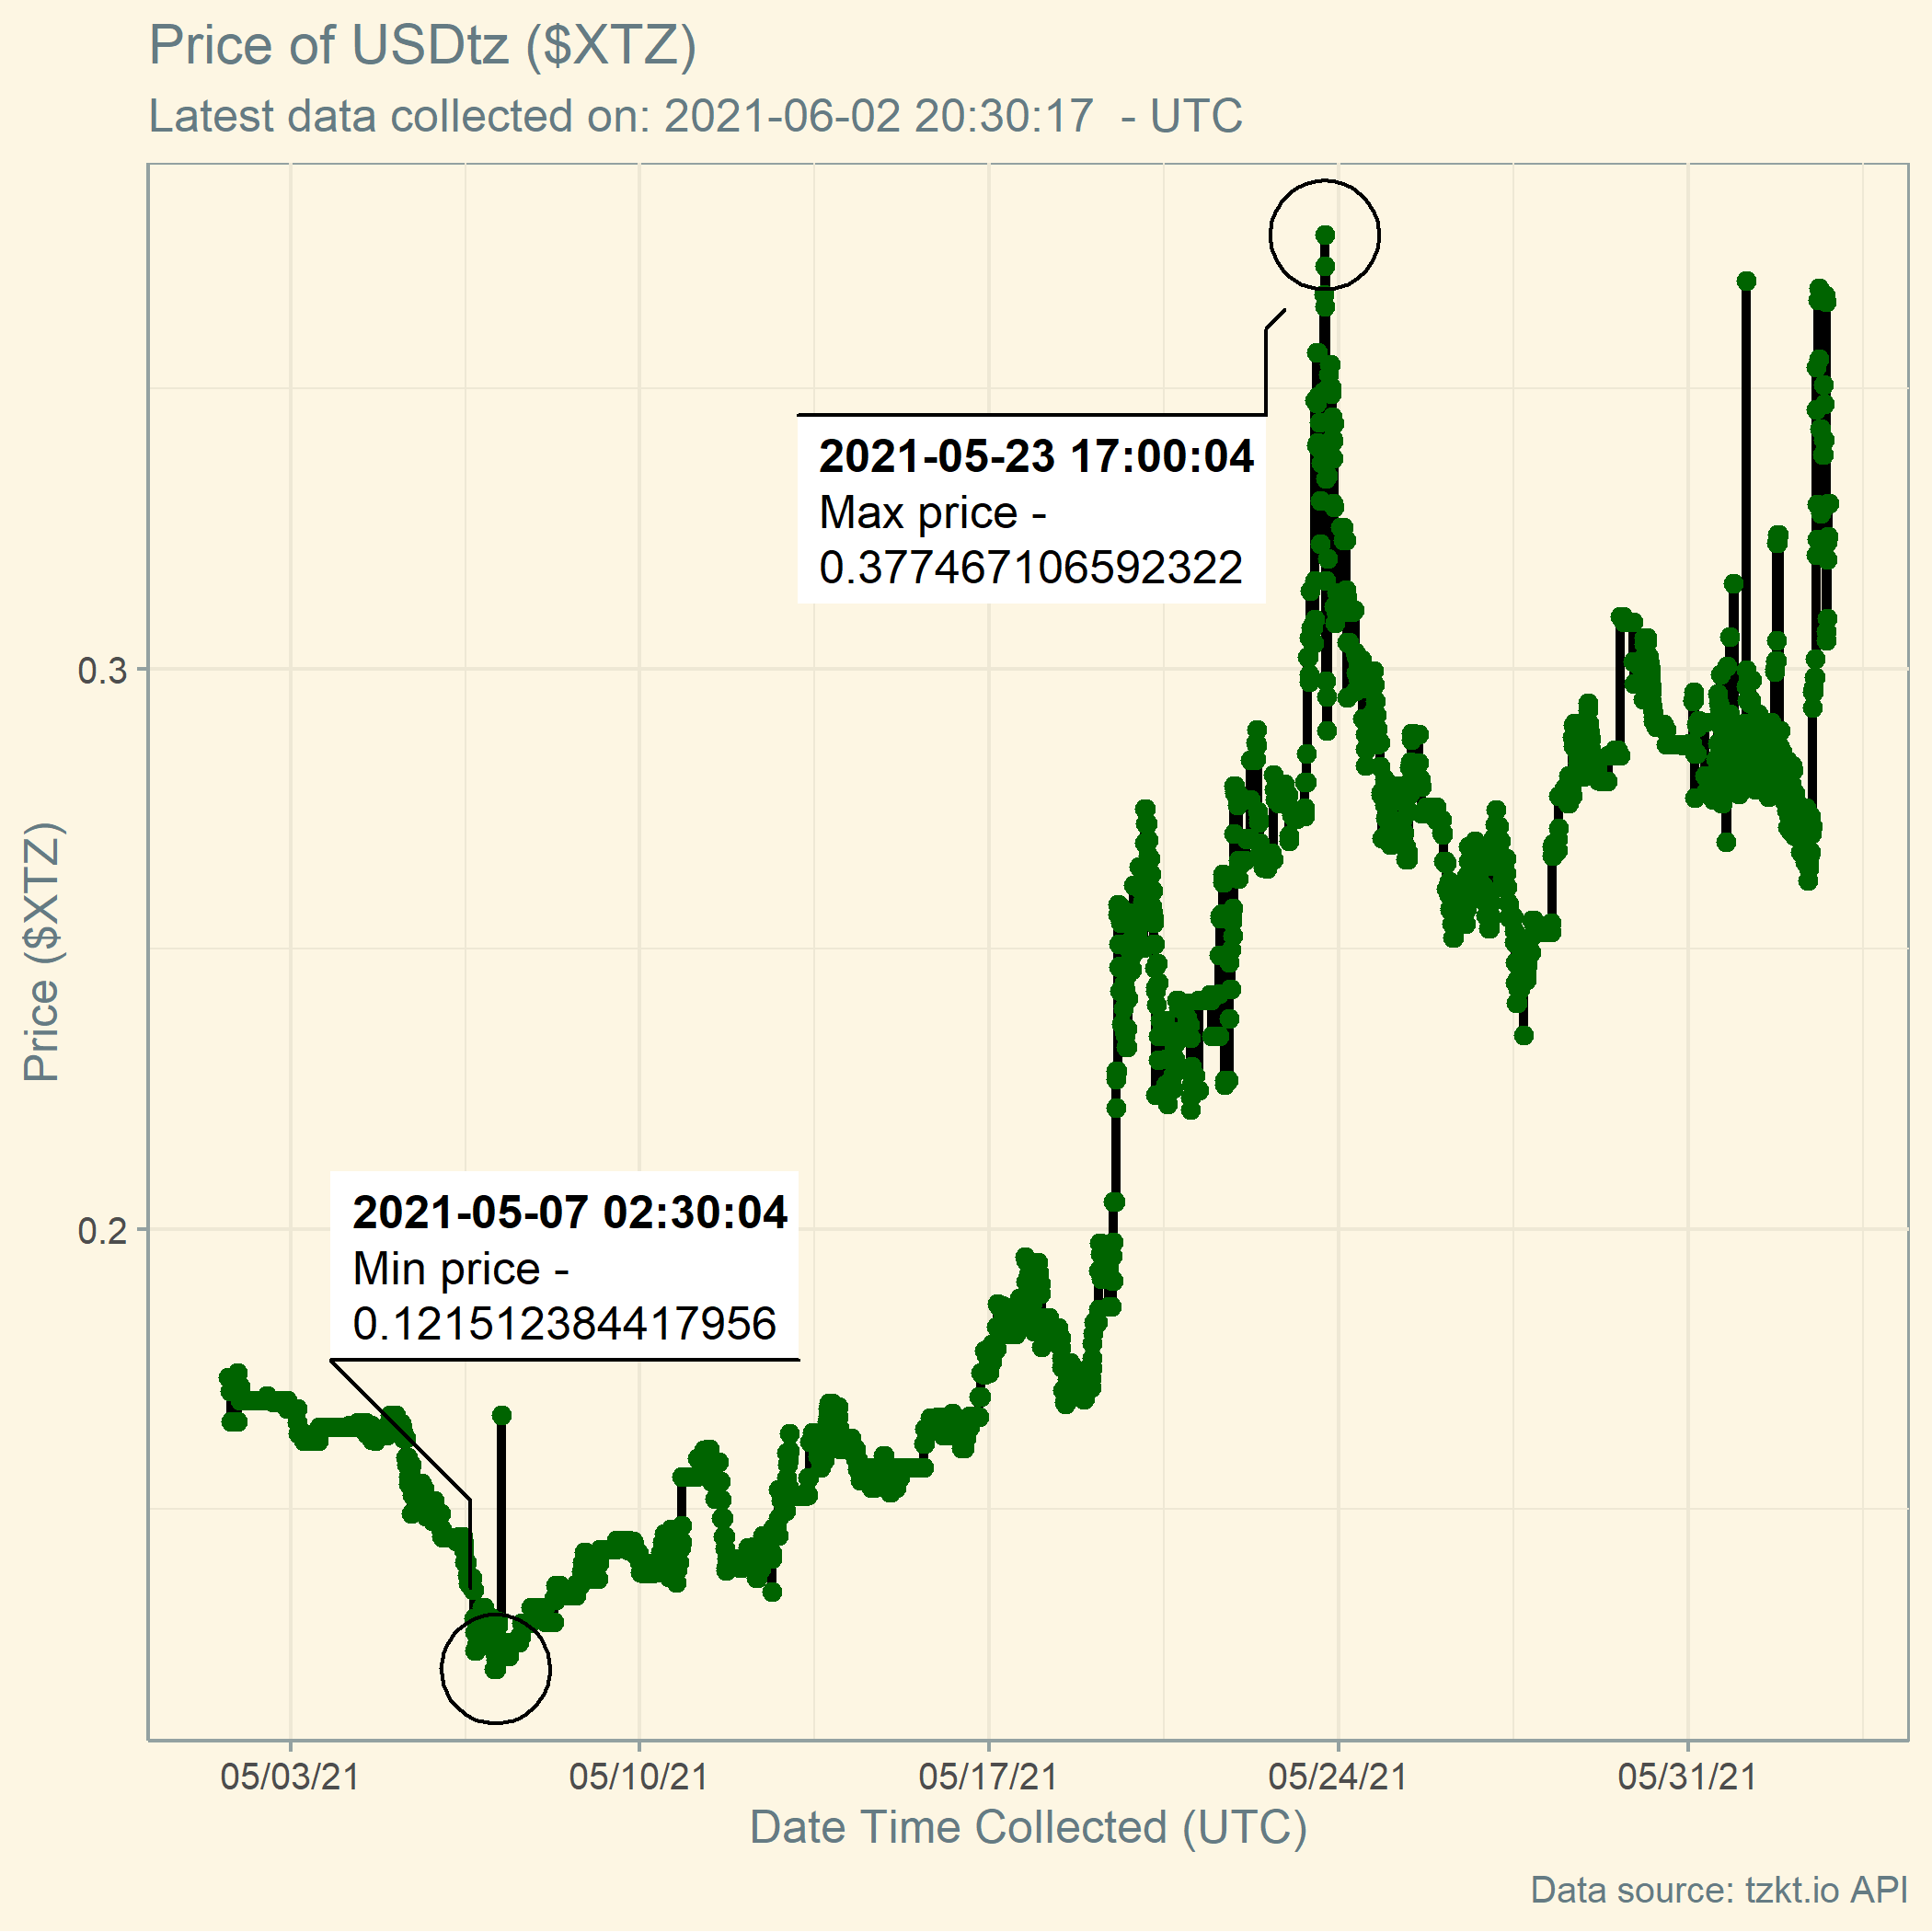 Price of USDtz ($XTZ)
Latest data collected on: 2021-06-02 20:30:17  - UTC
2021-05-23 17:00:04
Max price -
0.377467106592322
0.3
Price ($XTZ)
0.2
2021-05-07 02:30:04
Min price -
0.121512384417956
05/03/21 05/10/21 05/17/21 05/24/21 05/31/21
Date Time Collected (UTC)
Data source: tzkt.io API